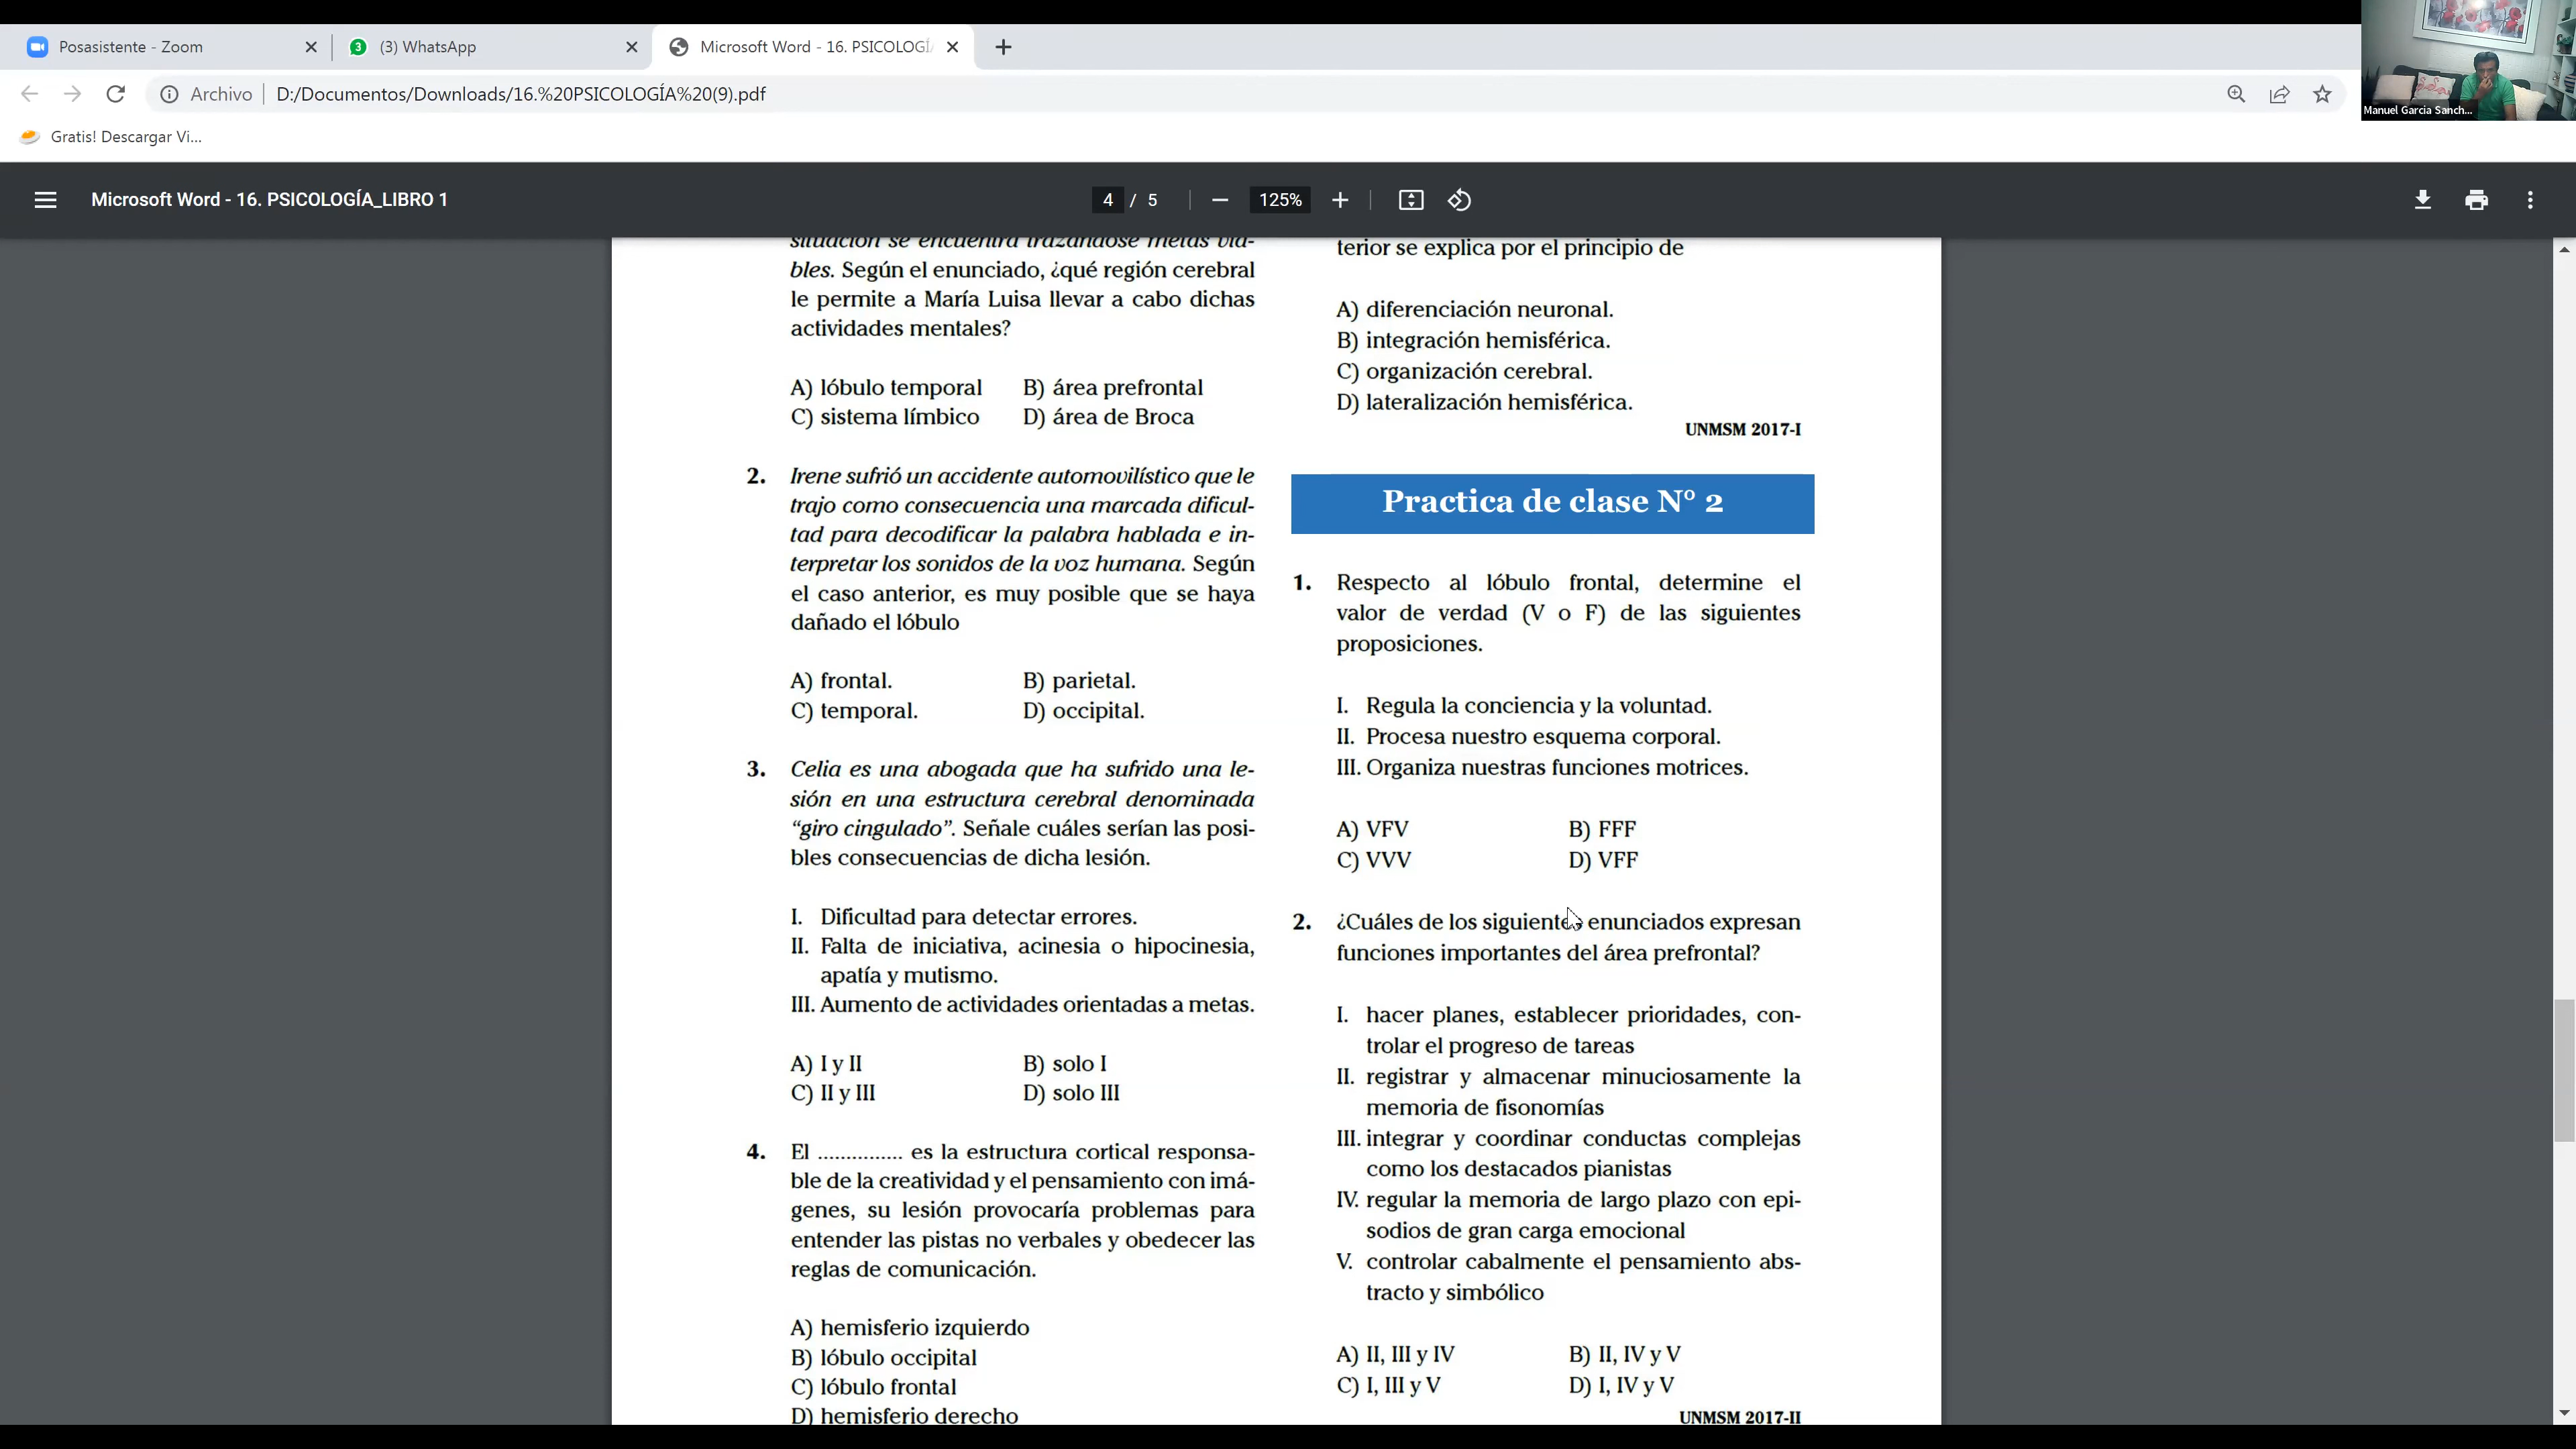 Posasistente - Zoom
3
(3) WhatsApp
Microsoft Word - 16. PSICOLOGÍ
Archivo
D:/Documentos/Downloads/16.%20PSICOLOGÍA%20(9).pdf
Manuel Garcia Sanch...
Gratis! Descargar Vi...
Microsoft Word - 16. PSICOLOGÍA_LIBRO 1
4 / 5
125%
situación se encuentra trazándose metas via-
bles. Según el enunciado, ¿qué región cerebral
le permite a María Luisa llevar a cabo dichas
actividades mentales?
A) lóbulo temporal B) área prefrontal
C) sistema límbico D) área de Broca
2. Irene sufrió un accidente automovilístico que le
trajo como consecuencia una marcada dificul-
tad para decodificar la palabra hablada e in-
terpretar los sonidos de la voz humana. Según
el caso anterior, es muy posible que se haya
dañado el lóbulo
A) frontal. B) parietal.
C) temporal. D) occipital.
3. Celia es una abogada que ha sufrido una le-
sión en una estructura cerebral denominada
“giro cingulado”. Señale cuáles serían las posi-
bles consecuencias de dicha lesión.
I. Dificultad para detectar errores.
II. Falta de iniciativa, acinesia o hipocinesia,
apatía y mutismo.
III. Aumento de actividades orientadas a metas.
A) I y II B) solo I
C) II y III D) solo III
4. El ............... es la estructura cortical responsa-
ble de la creatividad y el pensamiento con imá-
genes, su lesión provocaría problemas para
entender las pistas no verbales y obedecer las
reglas de comunicación.
A) hemisferio izquierdo
B) lóbulo occipital
C) lóbulo frontal
D) hemisferio derecho
terior se explica por el principio de
A) diferenciación neuronal.
B) integración hemisférica.
C) organización cerebral.
D) lateralización hemisférica.
UNMSM 2017-I
Practica de clase N° 2
1. Respecto al lóbulo frontal, determine el
valor de verdad (V o F) de las siguientes
proposiciones.
I. Regula la conciencia y la voluntad.
II. Procesa nuestro esquema corporal.
III. Organiza nuestras funciones motrices.
A) VFV B) FFF
C) VVV D) VFF
2. ¿Cuáles de los siguientes enunciados expresan
funciones importantes del área prefrontal?
I. hacer planes, establecer prioridades, con-
trolar el progreso de tareas
II. registrar y almacenar minuciosamente la
memoria de fisonomías
III. integrar y coordinar conductas complejas
como los destacados pianistas
IV. regular la memoria de largo plazo con epi-
sodios de gran carga emocional
V. controlar cabalmente el pensamiento abs-
tracto y simbólico
A) II, III y IV B) II, IV y V
C) I, III y V D) I, IV y V
UNMSM 2017-II